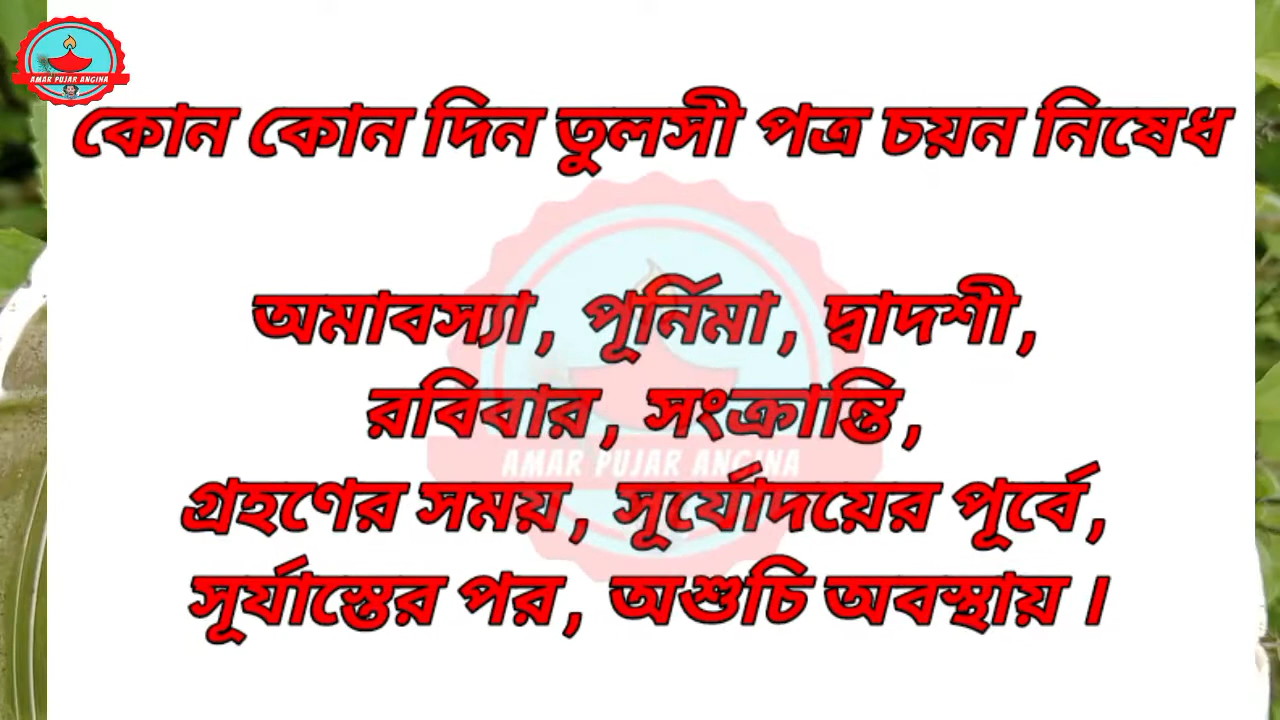 AMAR PUJAR ANGINA
কোন কোন দিন তুলসী পত্র চয়ন নিষেধ
অমাবস্যা, পূর্নিমা, দ্বাদশী,
রবিবার, সংক্রান্তি,
AMAR PUJAR ANGINA
গ্রহণের সময়, সূর্যোদয়ের পূর্বে,
সূর্যাস্তের পর, অশুচি অবস্থায় ।